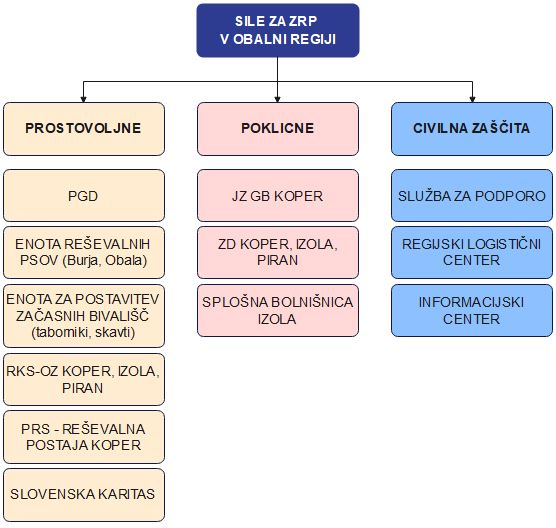 SILE ZA ZRP
V OBALNI REGIJI
PROSTOVOLJNE
PGD
ENOTA REŠEVALNIH
PSOV (Burja, Obala)
ENOTA ZA POSTAVITEV
ZAČASNIH BIVALIŠČ
(taborniki, skavti)
RKS-OZ KOPER, IZOLA,
PIRAN
PRS - REŠEVALNA
POSTAJA KOPER
SLOVENSKA KARITAS
POKLICNE
JZ GB KOPER
ZD KOPER, IZOLA,
PIRAN
SPLOŠNA BOLNIŠNICA
IZOLA
CIVILNA ZAŠČITA
SLUŽBA ZA PODPORO
REGIJSKI LOGISTIČNI
CENTER
INFORMACIJSKI
CENTER